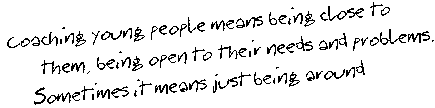 Coaching young people means being close to
them, being open to their needs and problems.
Sometimes it means just being around